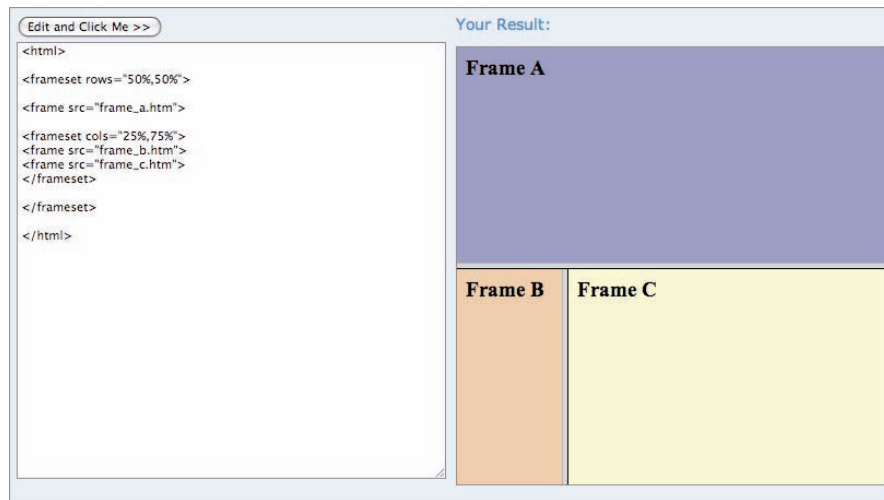 Edit and Click Me >>
<html>
<frameset rows="50%,50%">
<frame src="frame_a.htm">
<frameset cols="25%,75%">
<frame src="frame_b.htm">
<frame src="frame_c.htm">
</frameset>
</frameset>
</html>
Your Result:
Frame A
Frame B
Frame C